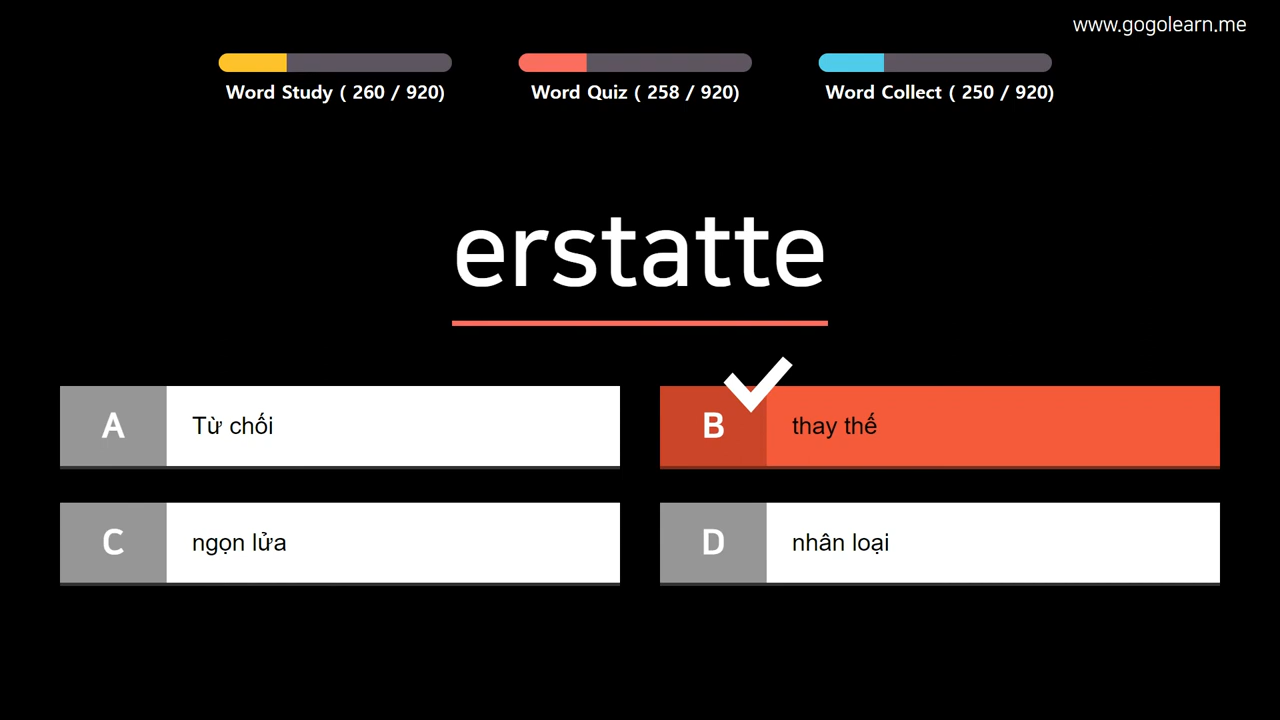 www.gogolearn.me
Word Study ( 260 / 920)
Word Quiz ( 258 / 920)
Word Collect ( 250 / 920)
erstatte
A
Từ chối
B
thay thế
C
ngọn lửa
D
nhân loại